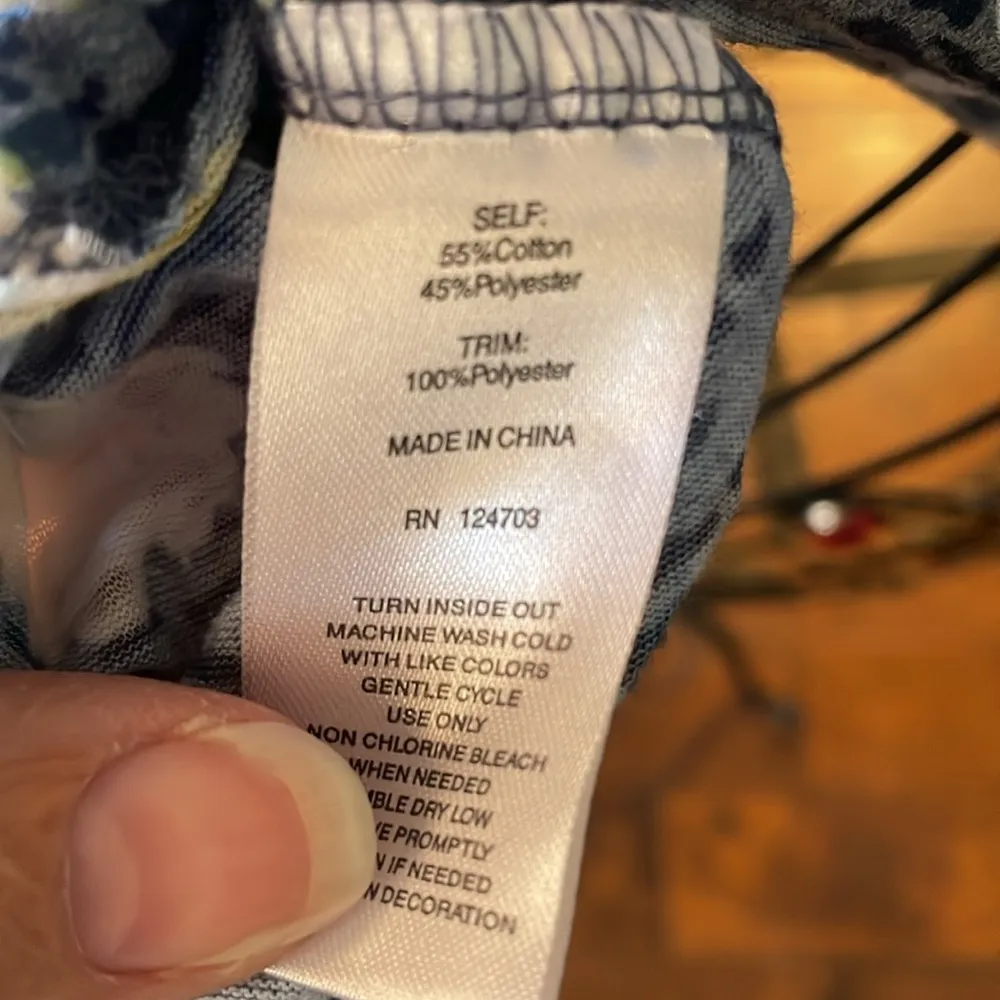 SELF:
55%Cotton
45%Polyester
TRIM:
100%Polyester
MADE IN CHINA
RN 124703
TURN INSIDE OUT
MACHINE WASH COLD
WITH LIKE COLORS
GENTLE CYCLE
USE ONLY
NON CHLORINE BLEACH
WHEN NEEDED
DRY LOW
PROMPTLY
IF NEEDED
DECORATION